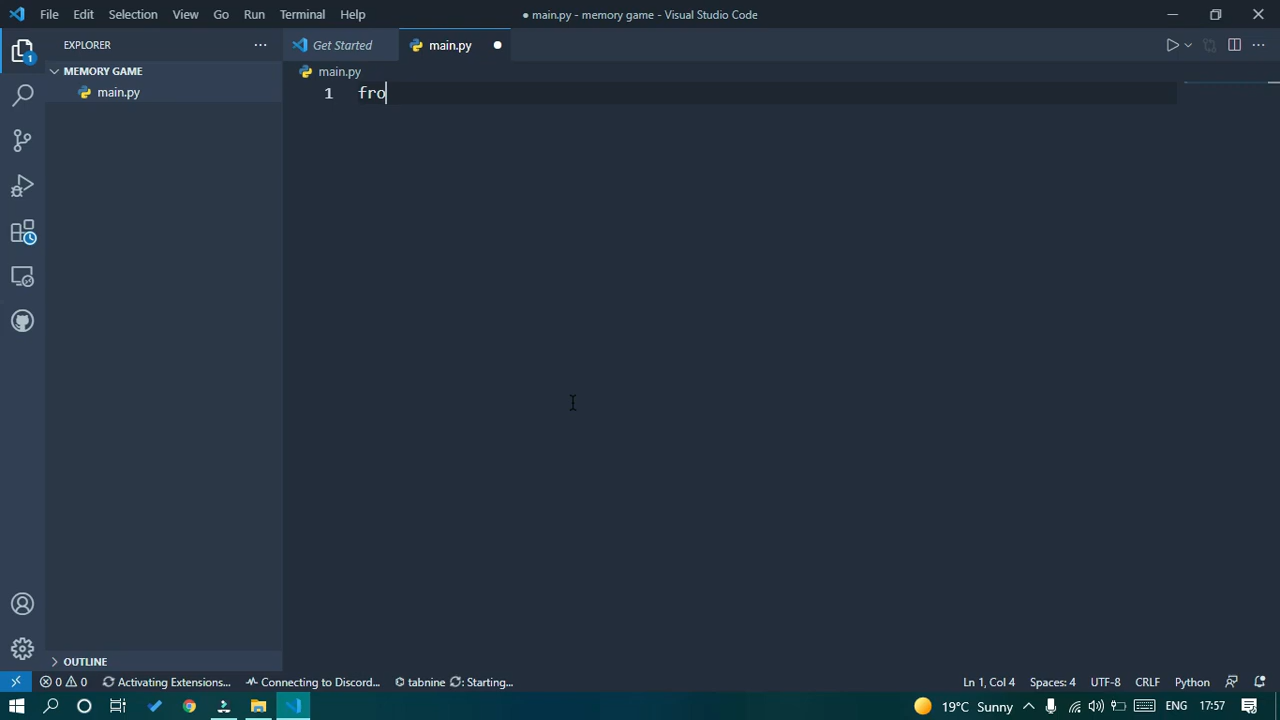 File Edit Selection View Go Run Terminal Help ● main.py - memory game - Visual Studio Code
EXPLORER ...
Get Started main.py
1
MEMORY GAME
main.py
main.py
1 fro
OUTLINE
0 0 Activating Extensions... Connecting to Discord... tabnine : Starting... Ln 1, Col 4 Spaces: 4 UTF-8 CRLF Python
19°C Sunny ENG 17:57